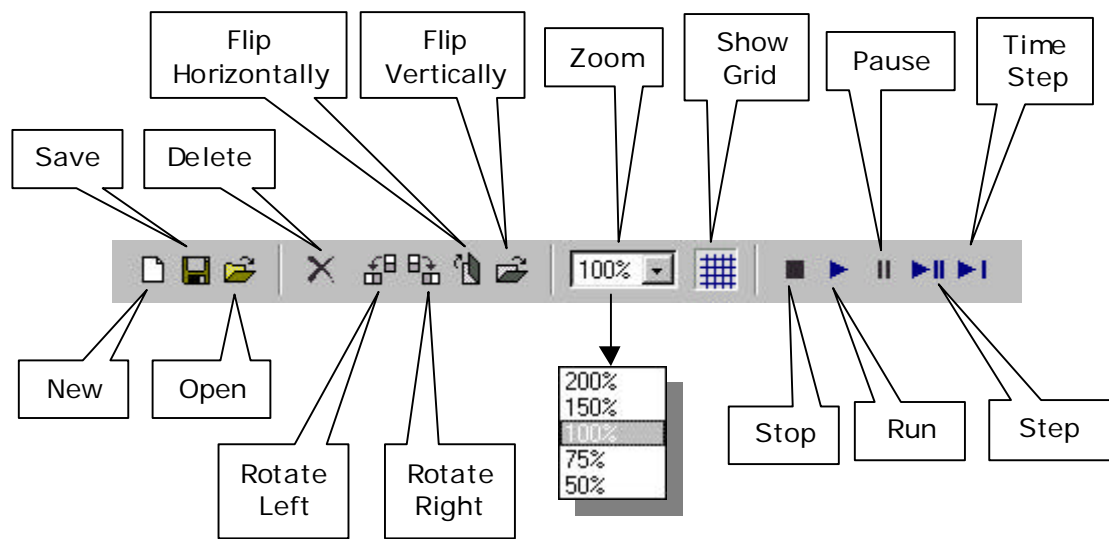 Flip
Horizontally
Flip
Vertically
Zoom
Show
Grid
Pause
Time
Step
Save
Delete
100%
New
Open
Rotate
Left
Rotate
Right
200%
150%
100%
75%
50%
Stop
Run
Step